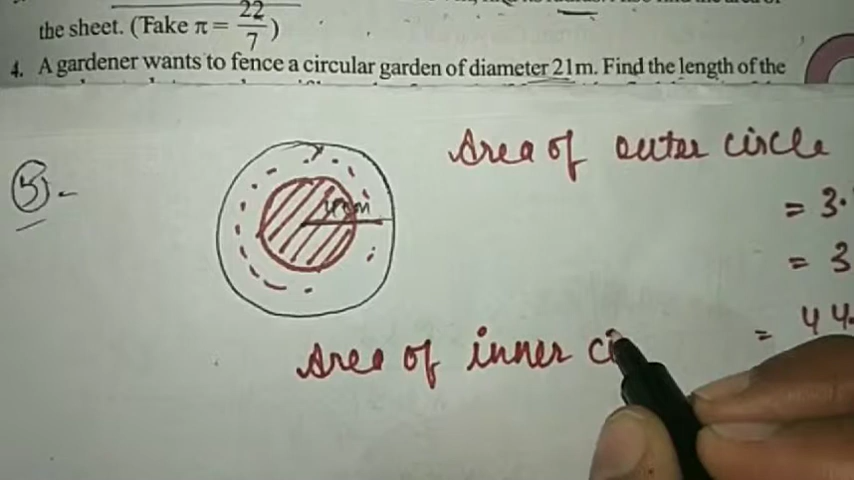 the sheet. (Take π = 22/7)
4. A gardener wants to fence a circular garden of diameter 21m. Find the length of the
5) -
Area of outer circle
= 3.
= 3
= 44.
Area of inner ci